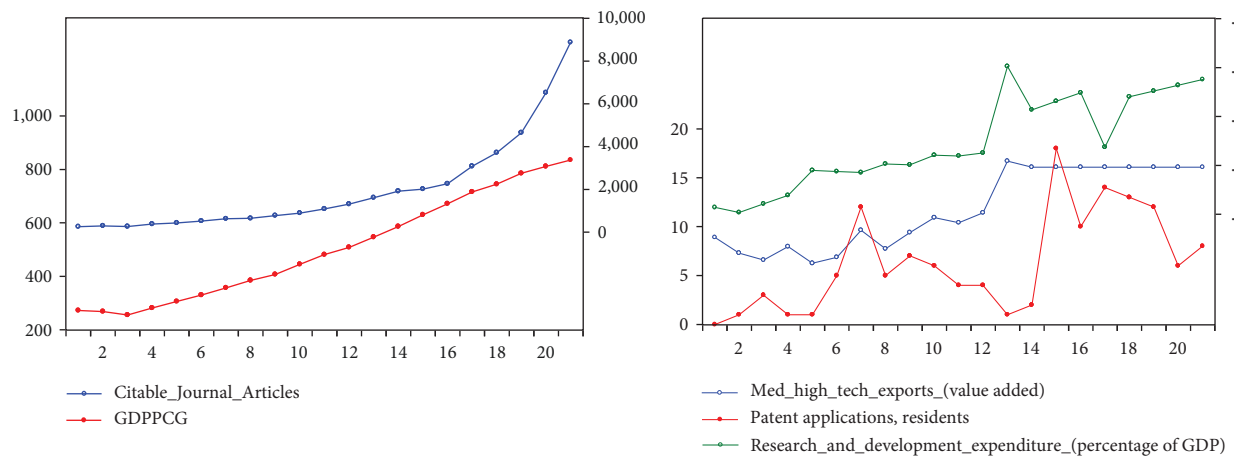 10,000
8,000
6,000
4,000
2,000
0
1,000
800
600
400
200
2 4 6 8 10 12 14 16 18 20
Citable_Journal_Articles
GDPPCG
20
15
10
5
0
2 4 6 8 10 12 14 16 18 20
Med_high_tech_exports_(value added)
Patent applications, residents
Research_and_development_expenditure_(percentage of GDP)